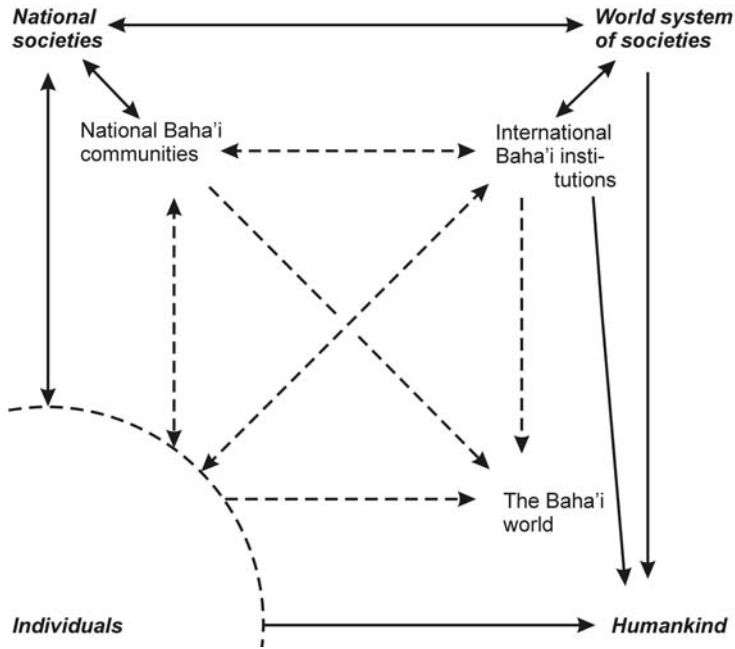 National
societies
World system
of societies
National Baha'i
communities
International
Baha'i insti-
tutions
The Baha'i
world
Individuals
Humankind